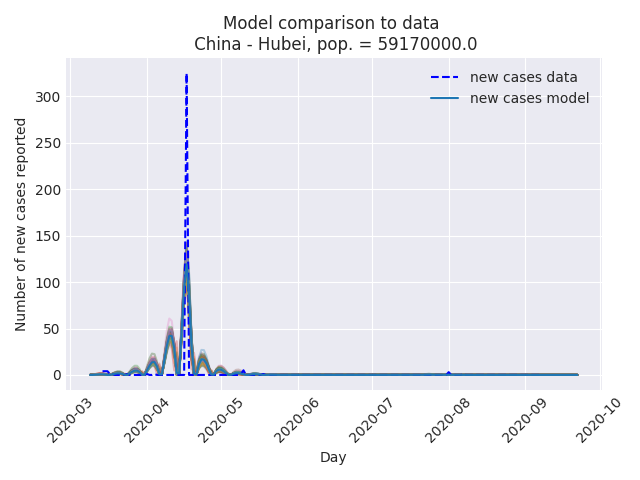 Model comparison to data
China - Hubei, pop. = 59170000.0
new cases data
new cases model
Number of new cases reported
300
250
200
150
100
50
0
2020-03
2020-04
2020-05
2020-06
2020-07
2020-08
2020-09
2020-10
Day